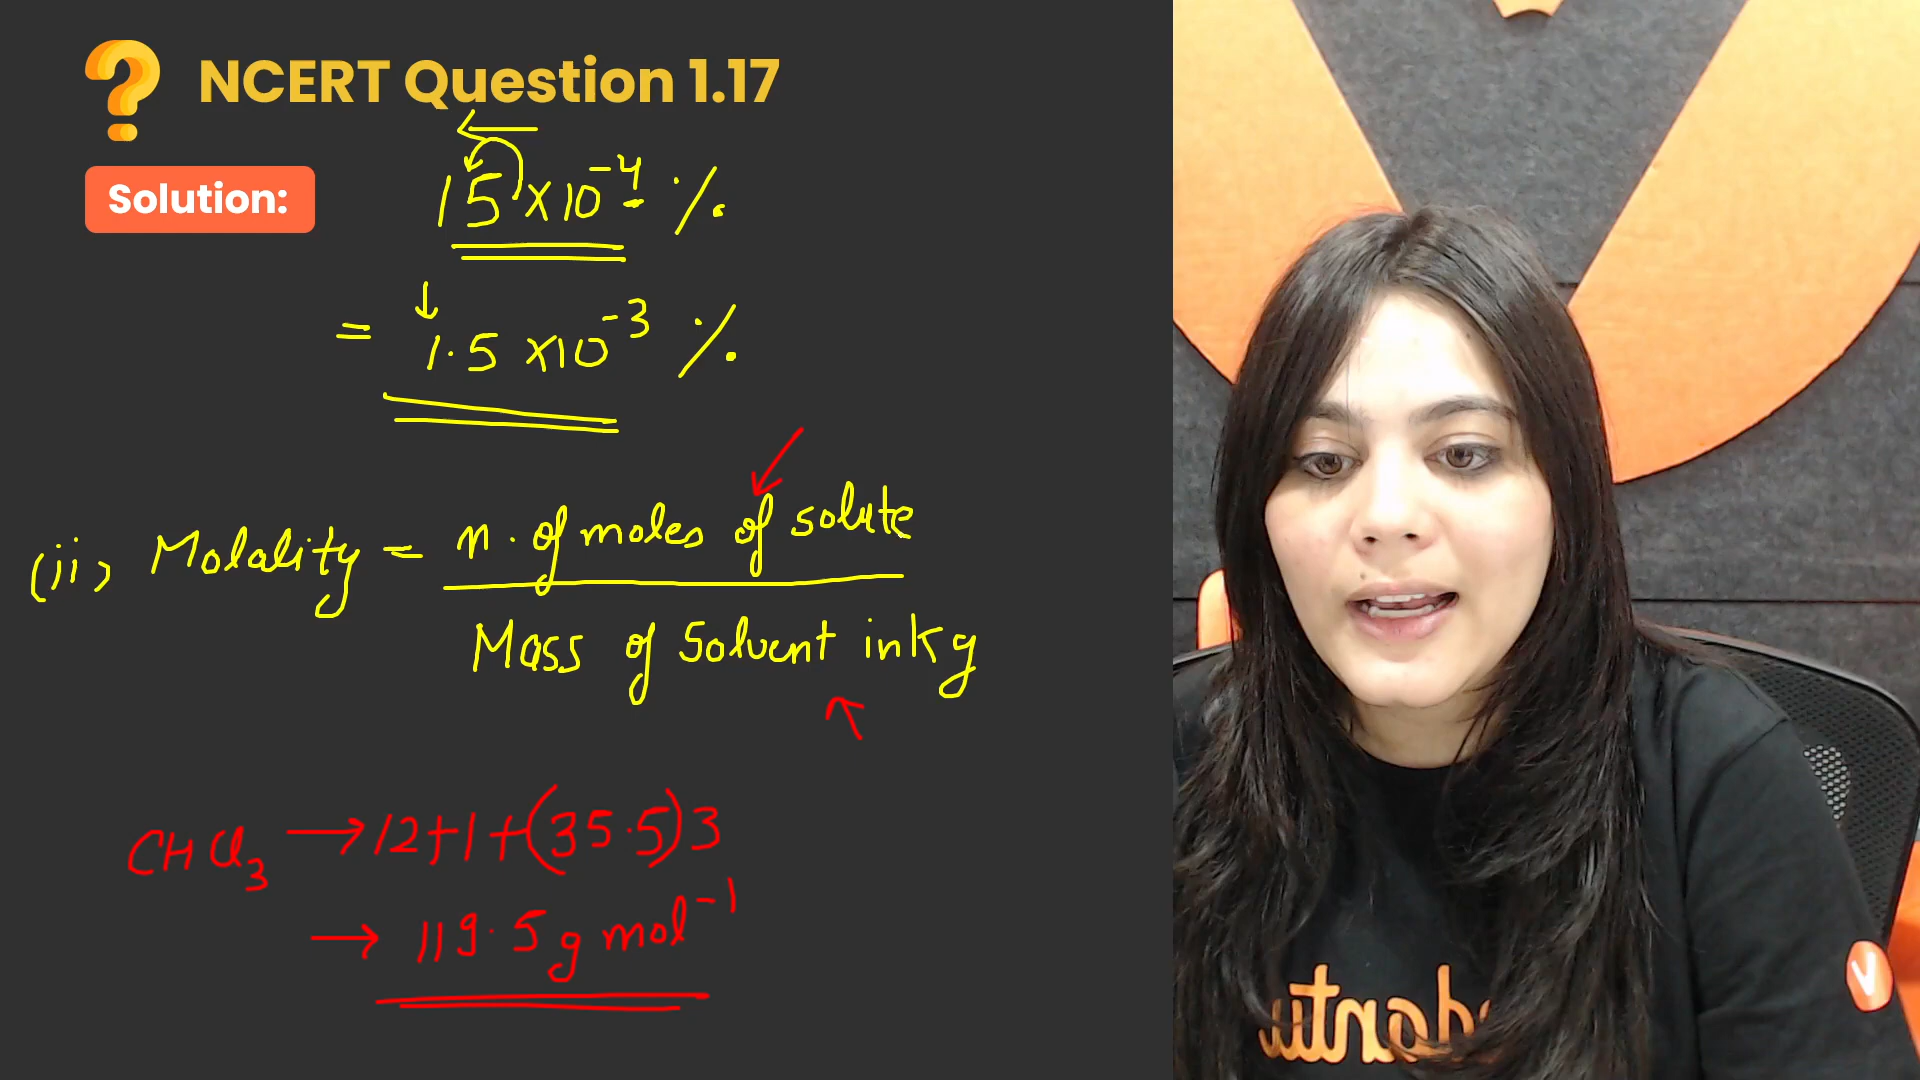 NCERT Question 1.17
Solution:
15 × 10⁻⁴ %
= 1.5 × 10⁻³ %
(ii) Molality = n. of moles of solute
Mass of Solvent in kg
CHCl₃ → 12+1+(35.5)3
→ 119.5 g mol⁻¹
V